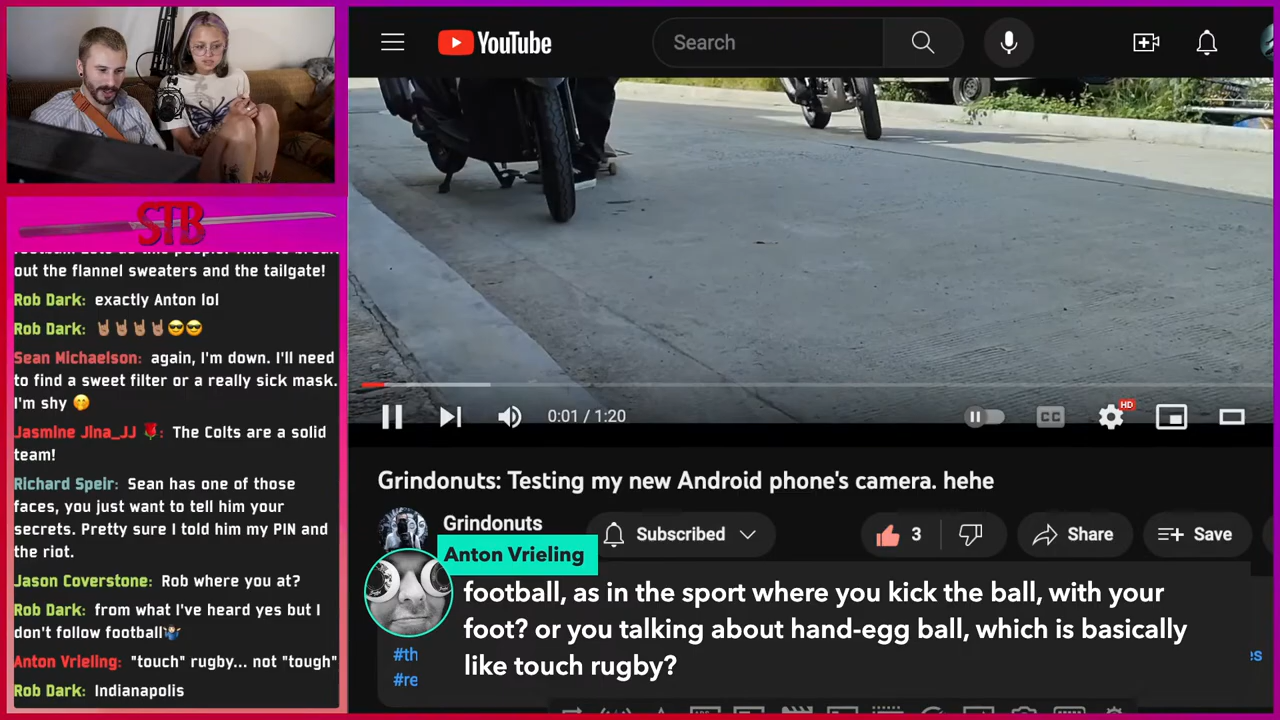 YouTube
Search
STB
out the flannel sweaters and the tailgate!
Rob Dark: exactly Anton lol
Rob Dark: 🤘🏽🤘🏽🤘🏽🤘🏽😎😎
Sean Michaelson: again, I'm down. I'll need
to find a sweet filter or a really sick mask.
I'm shy 🤭
Jasmine Jina_JJ 🌹: The Colts are a solid
team!
Richard Speir: Sean has one of those
faces, you just want to tell him your
secrets. Pretty sure I told him my PIN and
the riot.
Jason Coverstone: Rob where you at?
Rob Dark: from what I've heard yes but I
don't follow football🤷🏻‍♂️
Anton Vrieling: "touch" rugby... not "tough"
Rob Dark: Indianapolis
0:01 / 1:20
CC
HD
Grindonuts: Testing my new Android phone's camera. hehe
Grindonuts
Subscribed
3
Share
Save
Anton Vrieling
football, as in the sport where you kick the ball, with your
foot? or you talking about hand-egg ball, which is basically
like touch rugby?
#th
es
#re